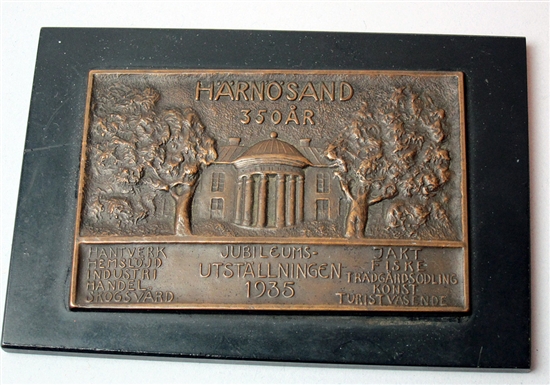 HÄRNÖSAND
350 ÅR
HANTVERK
HEMSLÖJD
INDUSTRI
HANDEL
SKOGSVÅRD
JUBILEUMS-
UTSTÄLLNINGEN
1935
JAKT
FISKE
TRÄDGÅRDSODLING
KONST
TURISTVÄSENDE